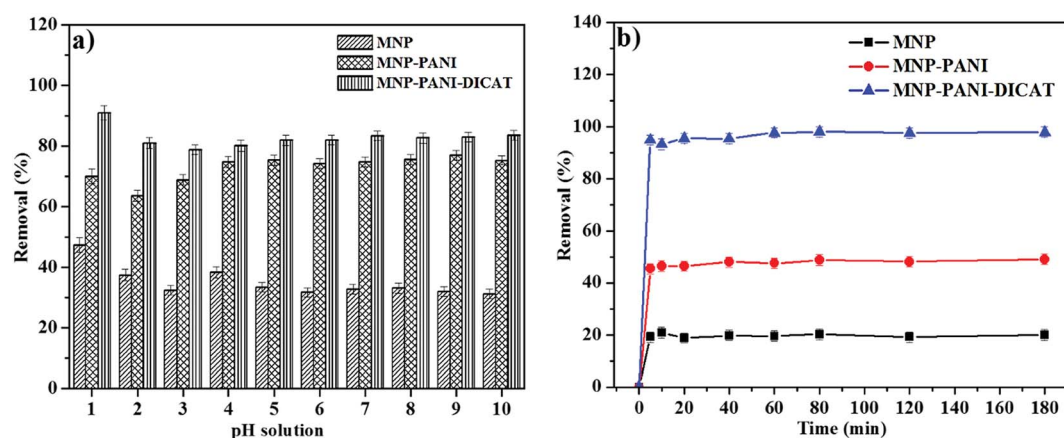 a)
MNP
MNP-PANI
MNP-PANI-DICAT
120
100
80
60
40
20
0
Removal (%)
1 2 3 4 5 6 7 8 9 10
pH solution
b)
MNP
MNP-PANI
MNP-PANI-DICAT
140
120
100
80
60
40
20
0
Removal (%)
0 20 40 60 80 100 120 140 160 180
Time (min)